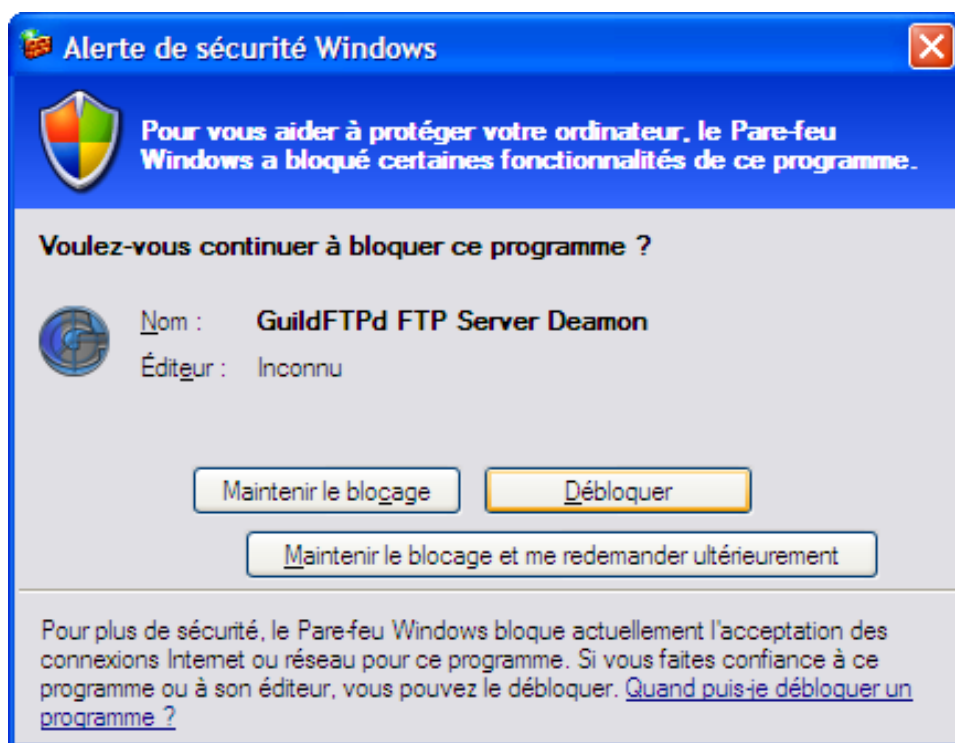 Alerte de sécurité Windows
Pour vous aider à protéger votre ordinateur, le Pare-feu
Windows a bloqué certaines fonctionnalités de ce programme.
Voulez-vous continuer à bloquer ce programme ?
Nom : GuildFTPd FTP Server Deamon
Éditeur : Inconnu
Maintenir le blocage Débloquer
Maintenir le blocage et me redemander ultérieurement
Pour plus de sécurité, le Pare-feu Windows bloque actuellement l'acceptation des
connexions Internet ou réseau pour ce programme. Si vous faites confiance à ce
programme ou à son éditeur, vous pouvez le débloquer. Quand puis-je débloquer un
programme ?